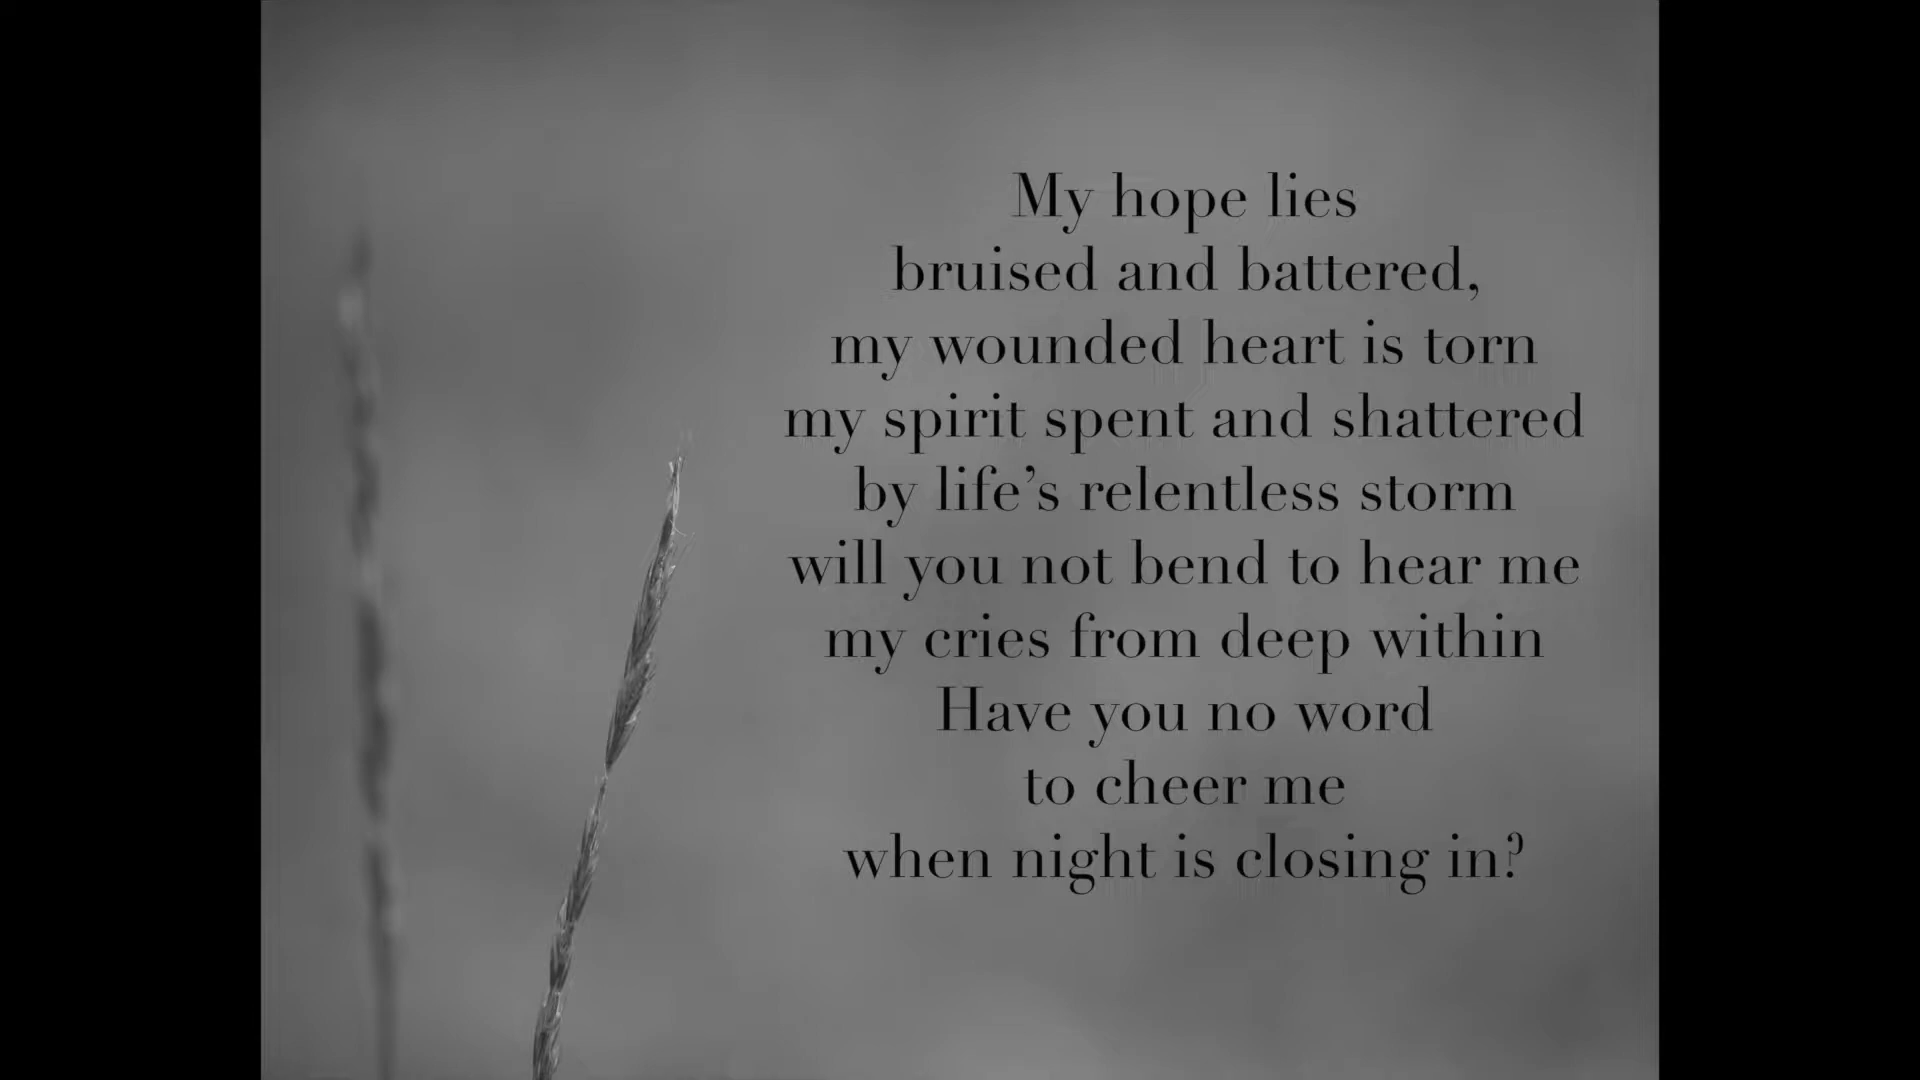 My hope lies
bruised and battered,
my wounded heart is torn
my spirit spent and shattered
by life’s relentless storm
will you not bend to hear me
my cries from deep within
Have you no word
to cheer me
when night is closing in?